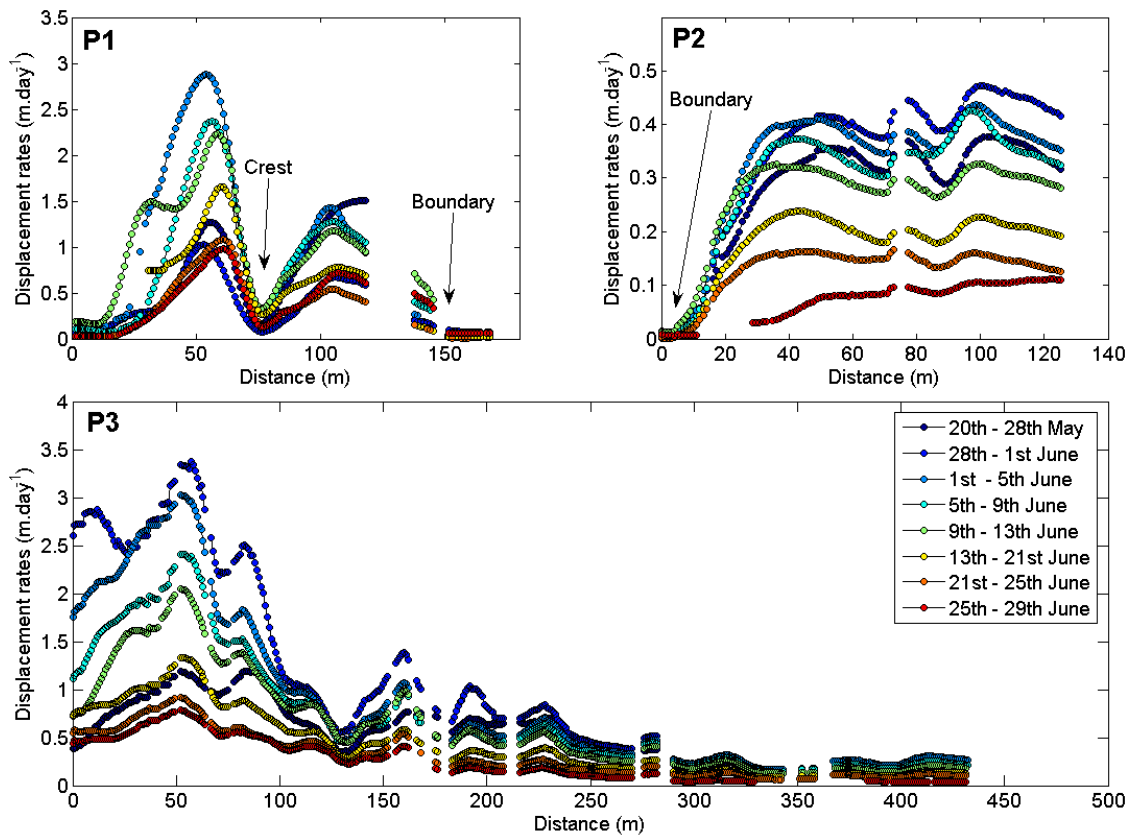 P1
Displacement rates (m.day⁻¹)
3.5
3
2.5
2
1.5
1
0.5
0
0
50
100
150
Distance (m)
Crest
Boundary
P2
Displacement rates (m.day⁻¹)
0.5
0.4
0.3
0.2
0.1
0
0
20
40
60
80
100
120
140
Distance (m)
Boundary
P3
Displacement rates (m.day⁻¹)
4
3.5
3
2.5
2
1.5
1
0.5
0
0
50
100
150
200
250
300
350
400
450
500
Distance (m)
20th - 28th May
28th - 1st June
1st - 5th June
5th - 9th June
9th - 13th June
13th - 21st June
21st - 25th June
25th - 29th June